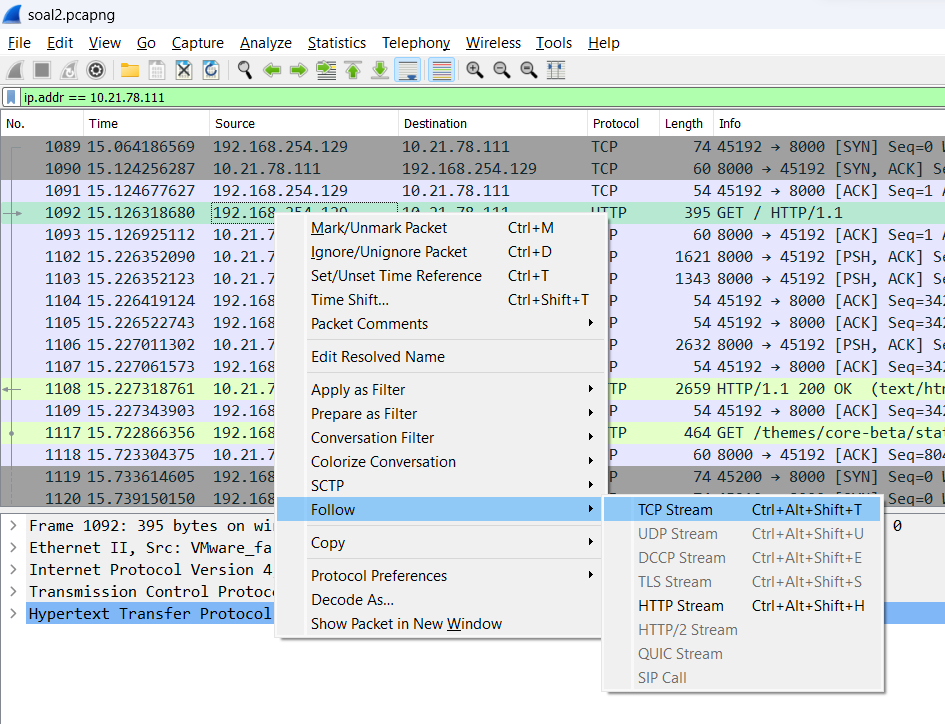 soal2.pcapng
File Edit View Go Capture Analyze Statistics Telephony Wireless Tools Help
ip.addr == 10.21.78.111
No. Time Source Destination Protocol Length Info
1089 15.064186569 192.168.254.129 10.21.78.111 TCP 74 45192 → 8000 [SYN] Seq=0
1090 15.124256287 10.21.78.111 192.168.254.129 TCP 60 8000 → 45192 [SYN, ACK] Se
1091 15.124677627 192.168.254.129 10.21.78.111 TCP 54 45192 → 8000 [ACK] Seq=1
1092 15.126318680 192.168.254.129 10.21.78.111 HTTP 395 GET / HTTP/1.1
1093 15.126925112 10.21.7 P 60 8000 → 45192 [ACK] Seq=1
1102 15.226352090 10.21.7 P 1621 8000 → 45192 [PSH, ACK] S
1103 15.226352123 10.21.7 P 1343 8000 → 45192 [PSH, ACK] S
1104 15.226419124 192.168 P 54 45192 → 8000 [ACK] Seq=342
1105 15.226522743 192.168 P 54 45192 → 8000 [ACK] Seq=342
1106 15.227011302 10.21.7 P 2632 8000 → 45192 [PSH, ACK] S
1107 15.227061573 192.168 P 54 45192 → 8000 [ACK] Seq=342
1108 15.227318761 10.21.7 TP 2659 HTTP/1.1 200 OK (text/htm
1109 15.227343903 192.168 P 54 45192 → 8000 [ACK] Seq=342
1117 15.722866356 192.168 TP 464 GET /themes/core-beta/stat
1118 15.723304375 10.21.7 P 60 8000 → 45192 [ACK] Seq=804
1119 15.733614605 192.168 P 74 45200 → 8000 [SYN] Seq=0
1120 15.739150150 192.168
Mark/Unmark Packet Ctrl+M
Ignore/Unignore Packet Ctrl+D
Set/Unset Time Reference Ctrl+T
Time Shift... Ctrl+Shift+T
Packet Comments
Edit Resolved Name
Apply as Filter
Prepare as Filter
Conversation Filter
Colorize Conversation
SCTP
Follow
Copy
Protocol Preferences
Decode As...
Show Packet in New Window
TCP Stream Ctrl+Alt+Shift+T
UDP Stream Ctrl+Alt+Shift+U
DCCP Stream Ctrl+Alt+Shift+E
TLS Stream Ctrl+Alt+Shift+S
HTTP Stream Ctrl+Alt+Shift+H
HTTP/2 Stream
QUIC Stream
SIP Call
Frame 1092: 395 bytes on wi 0
Ethernet II, Src: VMware_fa
Internet Protocol Version 4
Transmission Control Protoc
Hypertext Transfer Protocol